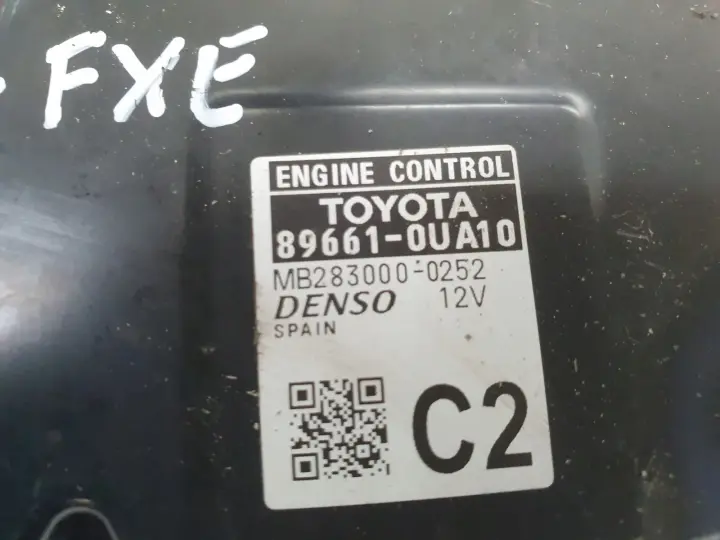 FXE
ENGINE CONTROL
TOYOTA
89661-0UA10
MB283000-0252
DENSO 12V
SPAIN
C2